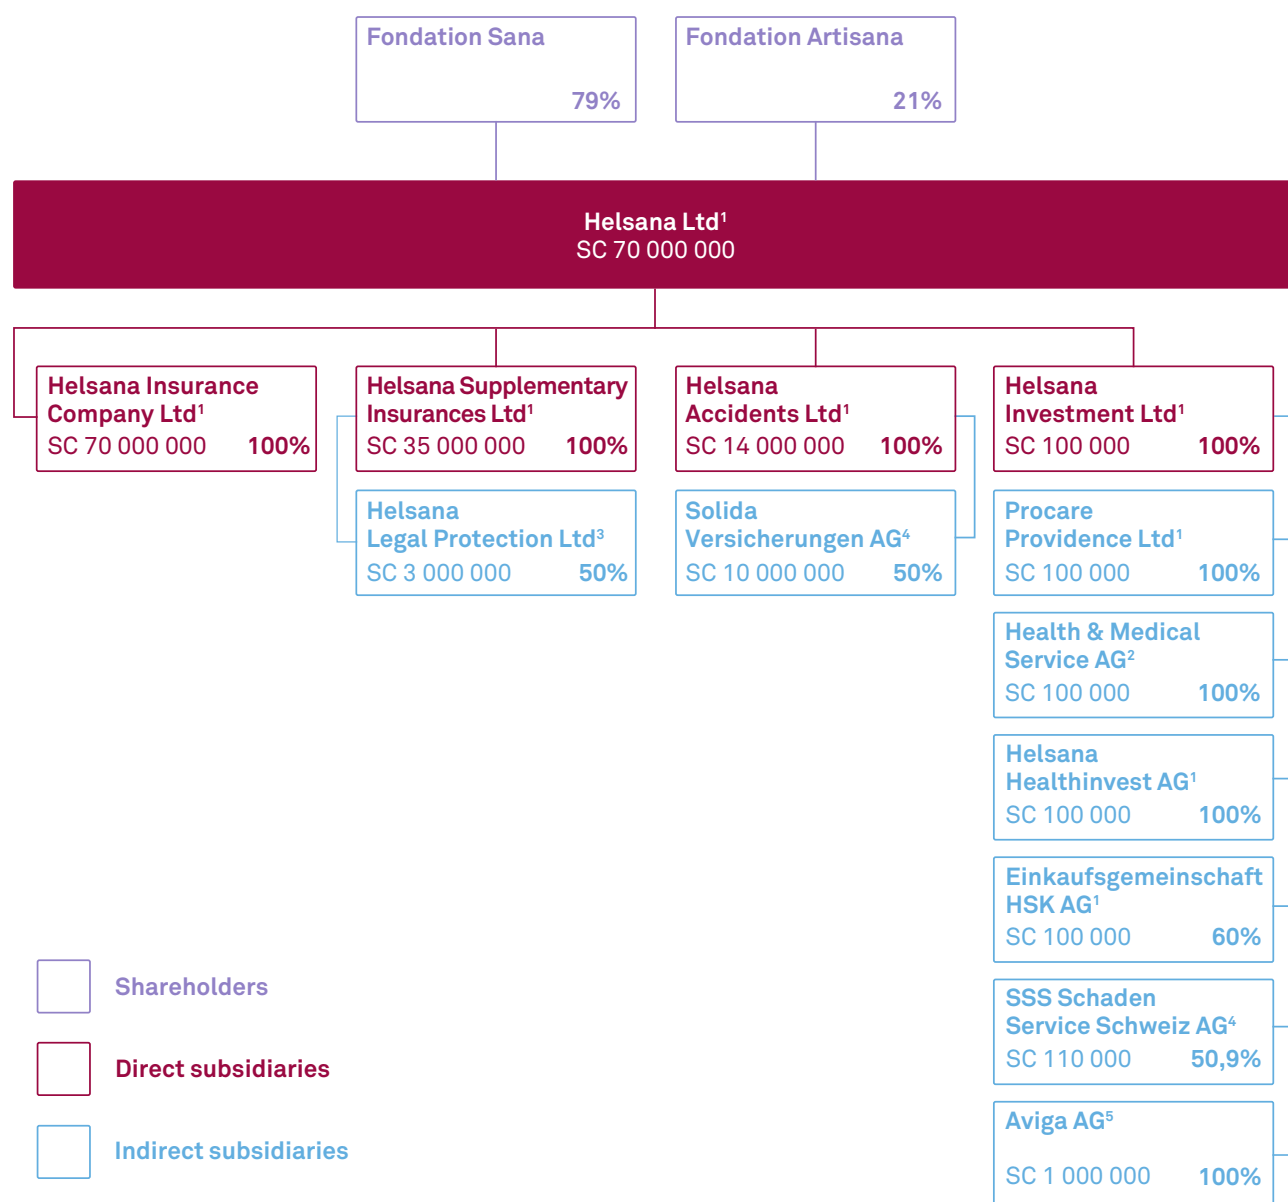 Fondation Sana
79%
Fondation Artisana
21%
Helsana Ltd¹
SC 70 000 000
Helsana Insurance
Company Ltd¹
SC 70 000 000 100%
Helsana Supplementary
Insurances Ltd¹
SC 35 000 000 100%
Helsana
Accidents Ltd¹
SC 14 000 000 100%
Helsana
Investment Ltd¹
SC 100 000 100%
Helsana
Legal Protection Ltd³
SC 3 000 000 50%
Solida
Versicherungen AG⁴
SC 10 000 000 50%
Procare
Providence Ltd¹
SC 100 000 100%
Health & Medical
Service AG²
SC 100 000 100%
Helsana
Healthinvest AG¹
SC 100 000 100%
Einkaufsgemeinschaft
HSK AG¹
SC 100 000 60%
SSS Schaden
Service Schweiz AG⁴
SC 110 000 50,9%
Aviga AG⁵
SC 1 000 000 100%
Shareholders
Direct subsidiaries
Indirect subsidiaries